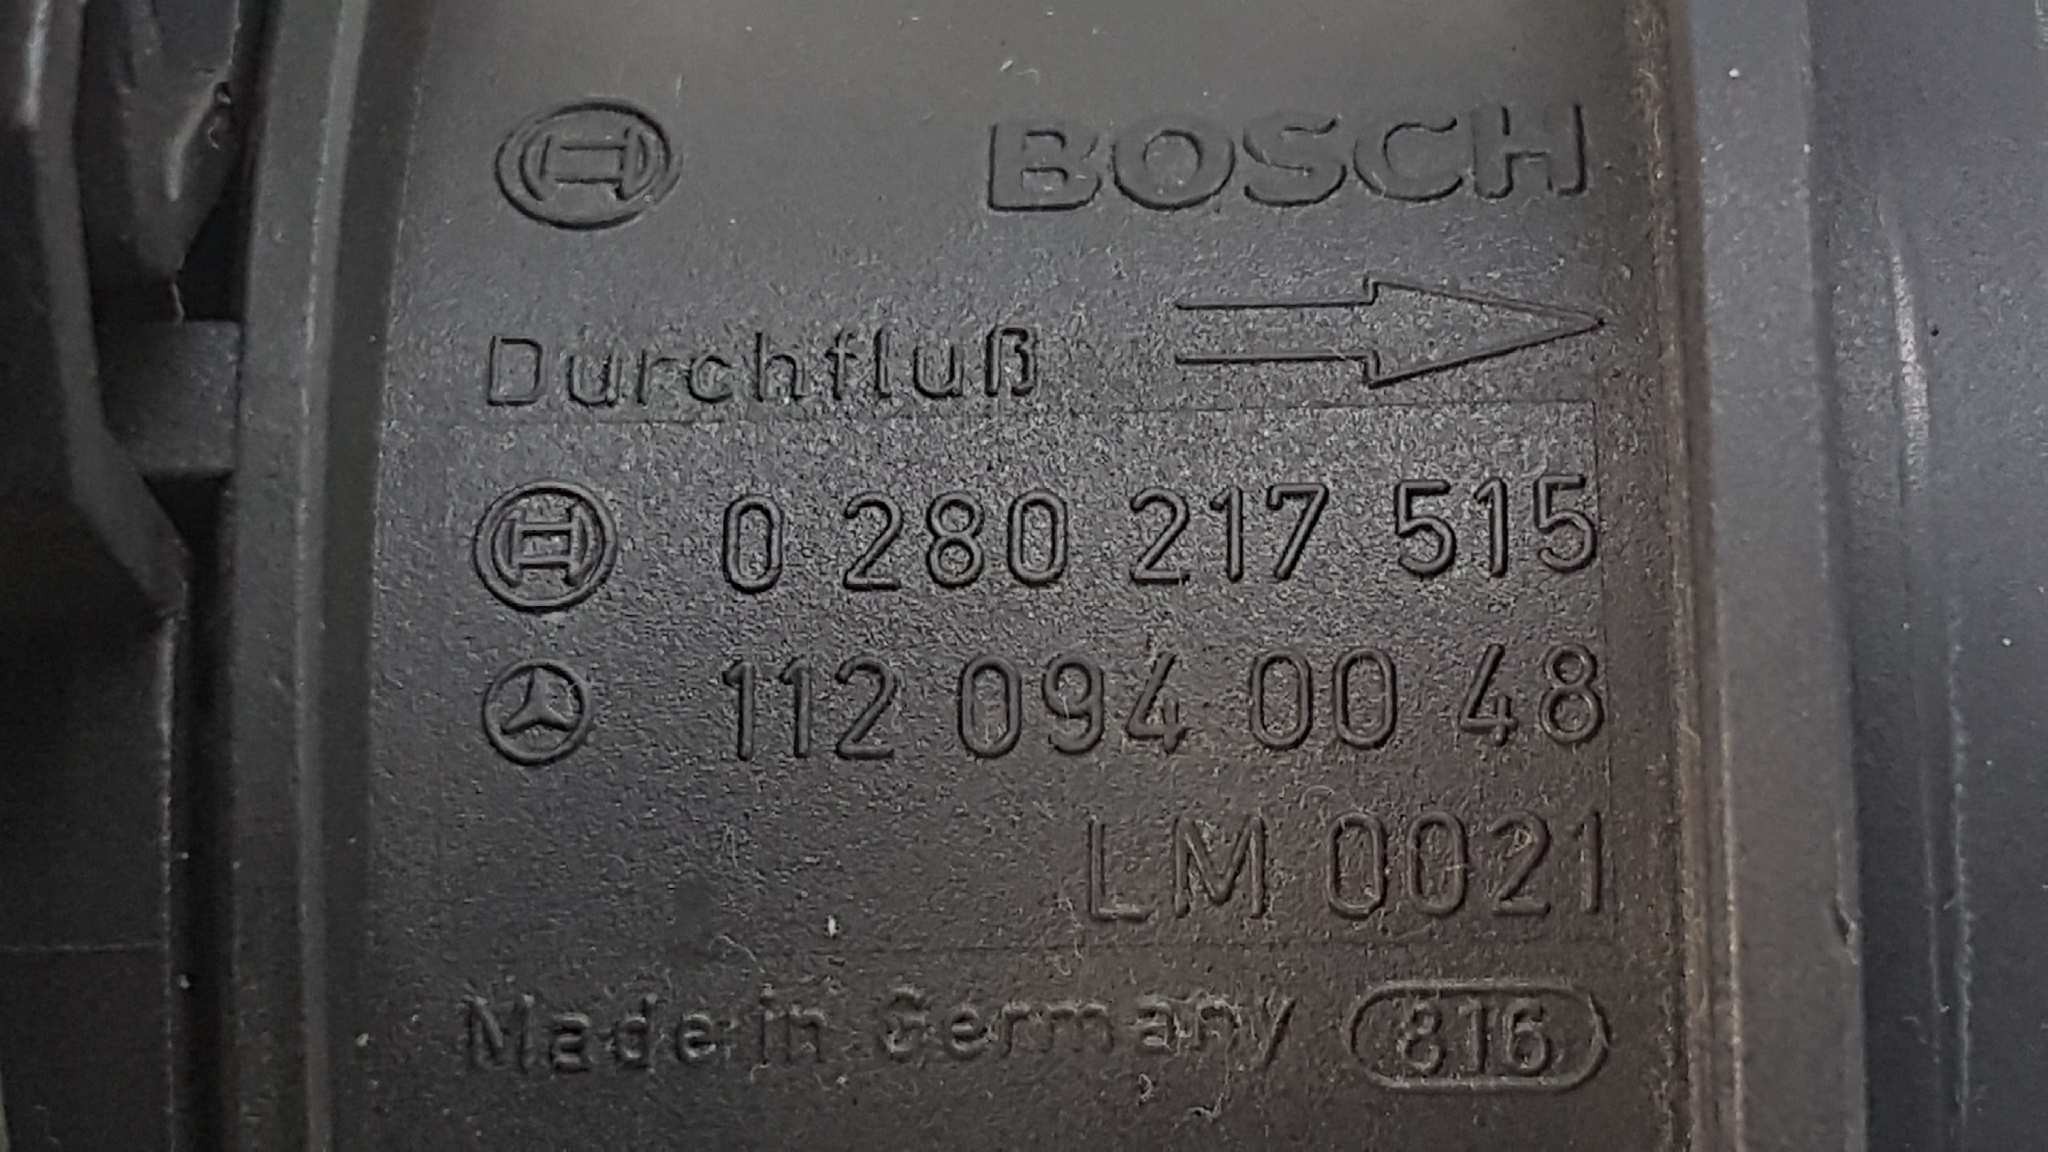 BOSCH
Durchfluß
0 280 217 515
112 094 00 48
LM 0021
Made in Germany 816